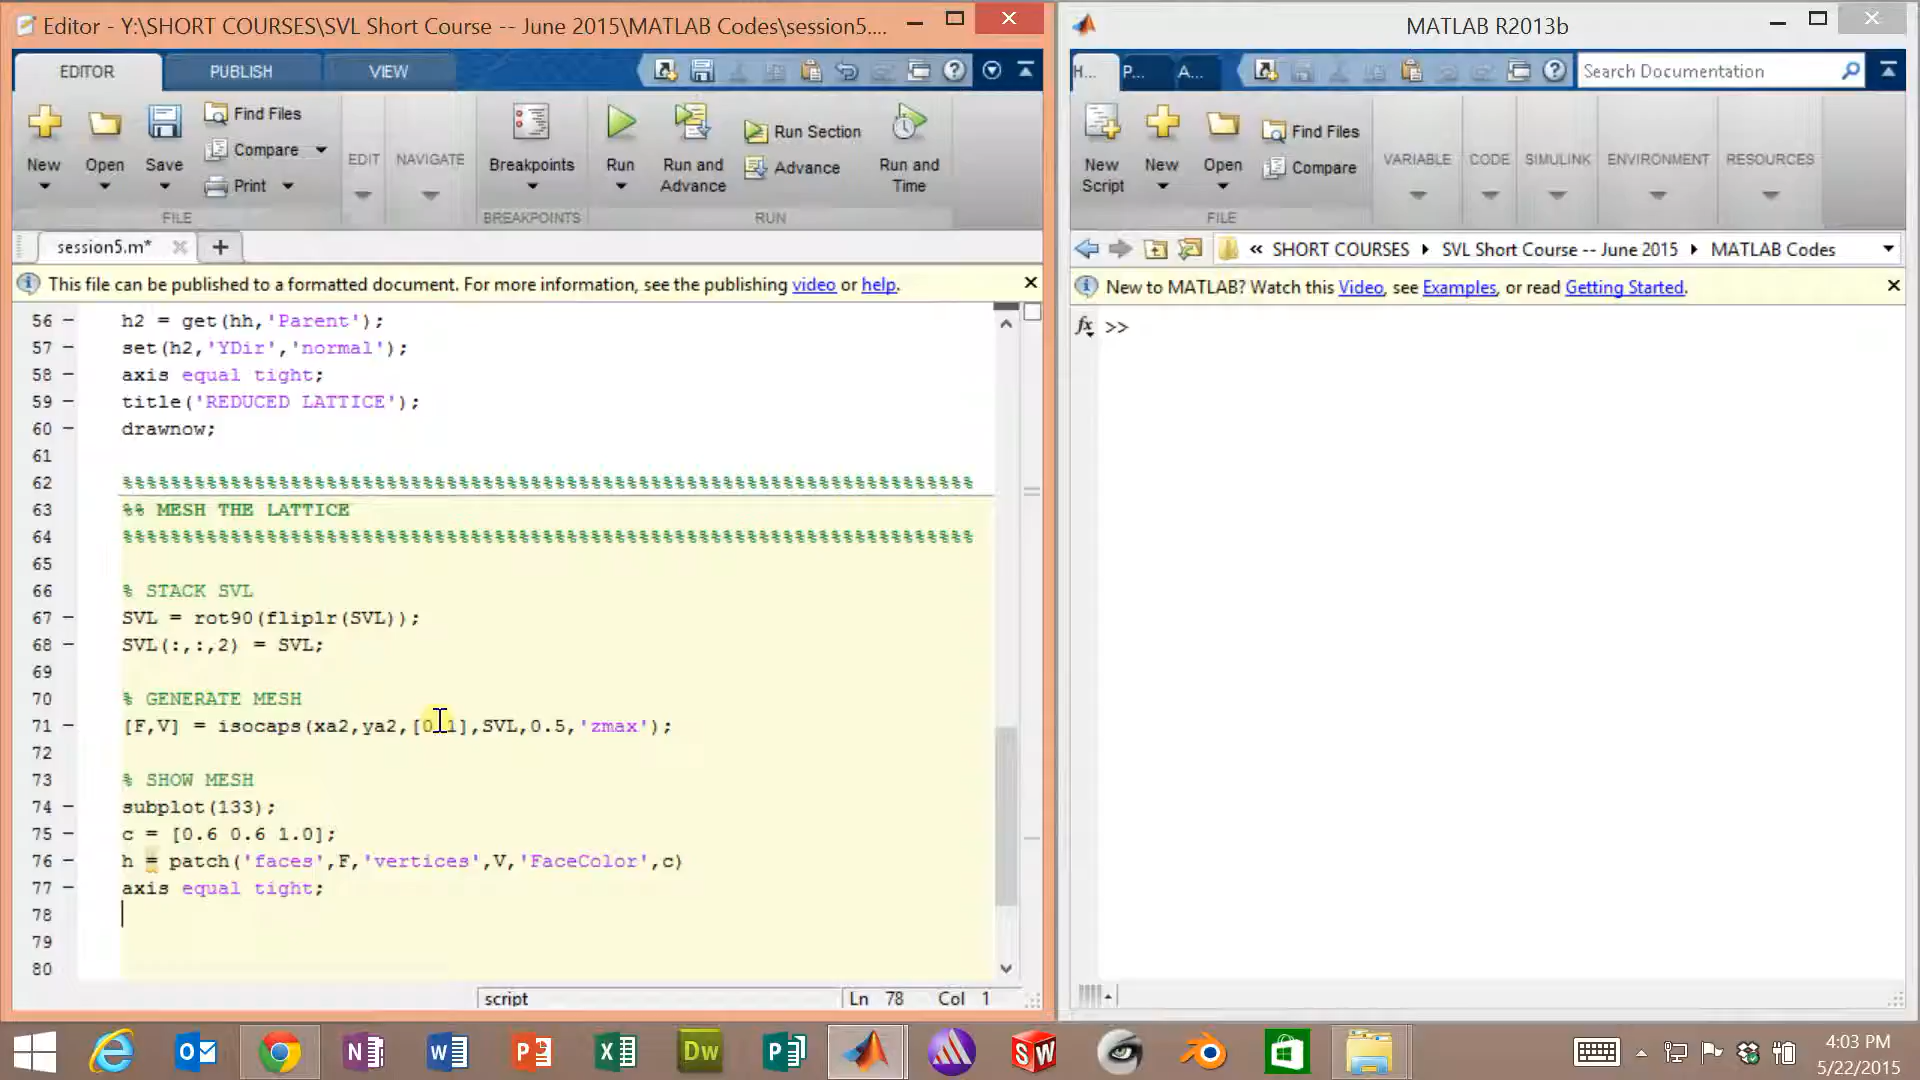 Editor - Y:\SHORT COURSES\SVL Short Course -- June 2015\MATLAB Codes\session5....
EDITOR PUBLISH VIEW
New Open Save Find Files Compare Print
EDIT NAVIGATE Breakpoints Run Run and Advance Run Section Advance Run and Time
FILE BREAKPOINTS RUN
session5.m*
This file can be published to a formatted document. For more information, see the publishing video or help.
56 - h2 = get(hh,'Parent');
57 - set(h2,'YDir','normal');
58 - axis equal tight;
59 - title('REDUCED LATTICE');
60 - drawnow;
61
62 %%%%%%%%%%%%%%%%%%%%%%%%%%%%%%%%%%%%%%%%%%%%%%%%%%%%%%%%%%%%%%%%%%%%%%%
63 %% MESH THE LATTICE
64 %%%%%%%%%%%%%%%%%%%%%%%%%%%%%%%%%%%%%%%%%%%%%%%%%%%%%%%%%%%%%%%%%%%%%%%
65
66 % STACK SVL
67 - SVL = rot90(fliplr(SVL));
68 - SVL(:,:,2) = SVL;
69
70 % GENERATE MESH
71 - [F,V] = isocaps(xa2,ya2,[0 1],SVL,0.5,'zmax');
72
73 % SHOW MESH
74 - subplot(133);
75 - c = [0.6 0.6 1.0];
76 - h = patch('faces',F,'vertices',V,'FaceColor',c)
77 - axis equal tight;
78
79
80
script Ln 78 Col 1
MATLAB R2013b
H... P... A... Search Documentation
New Script New Open Find Files Compare
VARIABLE CODE SIMULINK ENVIRONMENT RESOURCES
FILE
« SHORT COURSES SVL Short Course -- June 2015 MATLAB Codes
New to MATLAB? Watch this Video, see Examples, or read Getting Started.
fx >>
4:03 PM
5/22/2015